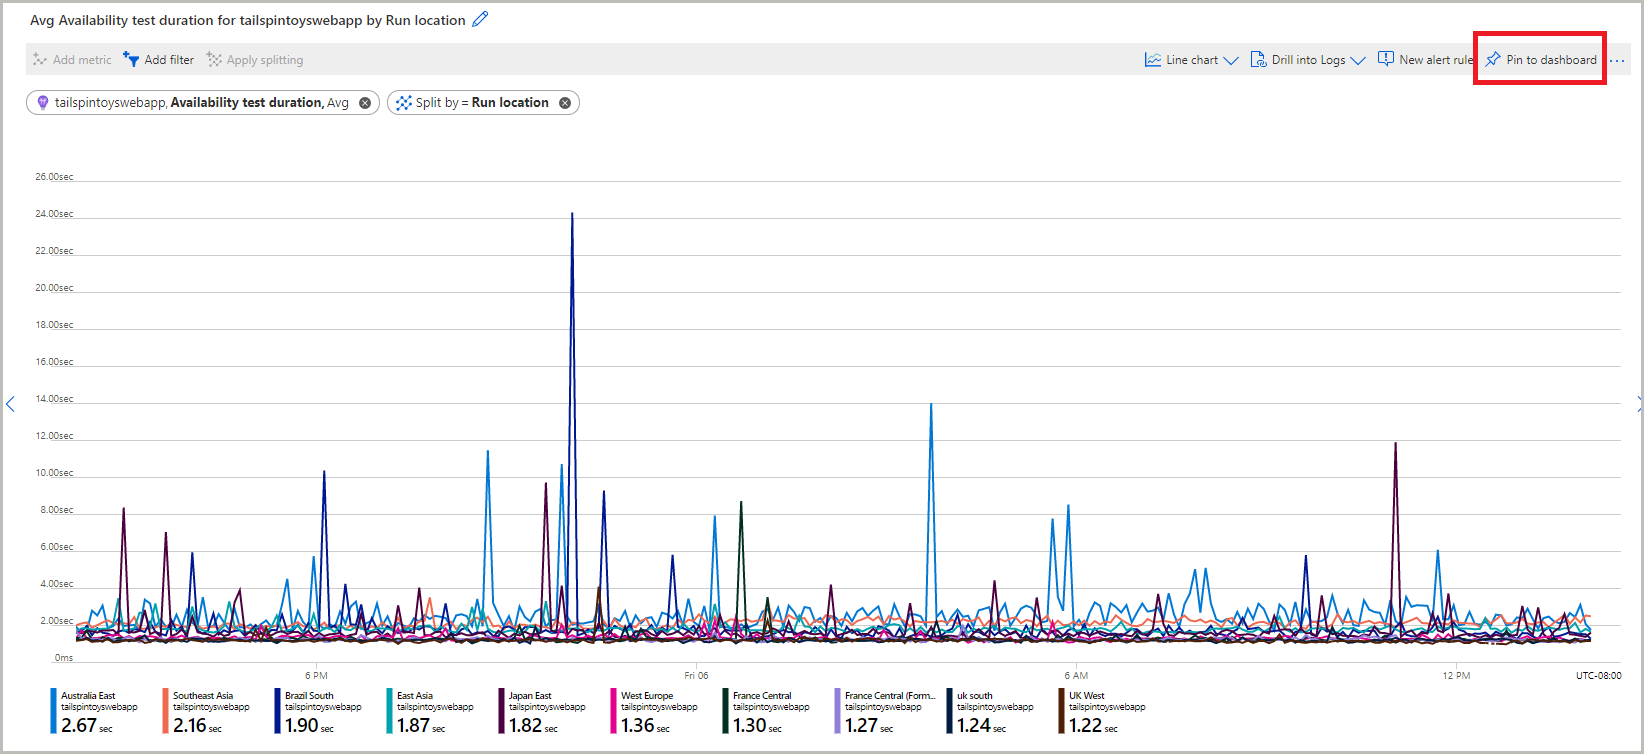 Avg Availability test duration for tailspintoyswebapp by Run location
Add metric Add filter Apply splitting Line chart Drill into Logs New alert rule Pin to dashboard ...
tailspintoyswebapp, Availability test duration, Avg Split by = Run location
26.00sec
24.00sec
22.00sec
20.00sec
18.00sec
16.00sec
14.00sec
12.00sec
10.00sec
8.00sec
6.00sec
4.00sec
2.00sec
0ms
6 PM Fri 06 6 AM 12 PM UTC-08:00
Australia East Southeast Asia Brazil South East Asia Japan East West Europe France Central France Central (Form... uk south UK West
tailspintoyswebapp tailspintoyswebapp tailspintoyswebapp tailspintoyswebapp tailspintoyswebapp tailspintoyswebapp tailspintoyswebapp tailspintoyswebapp tailspintoyswebapp tailspintoyswebapp
2.67 sec 2.16 sec 1.90 sec 1.87 sec 1.82 sec 1.36 sec 1.30 sec 1.27 sec 1.24 sec 1.22 sec